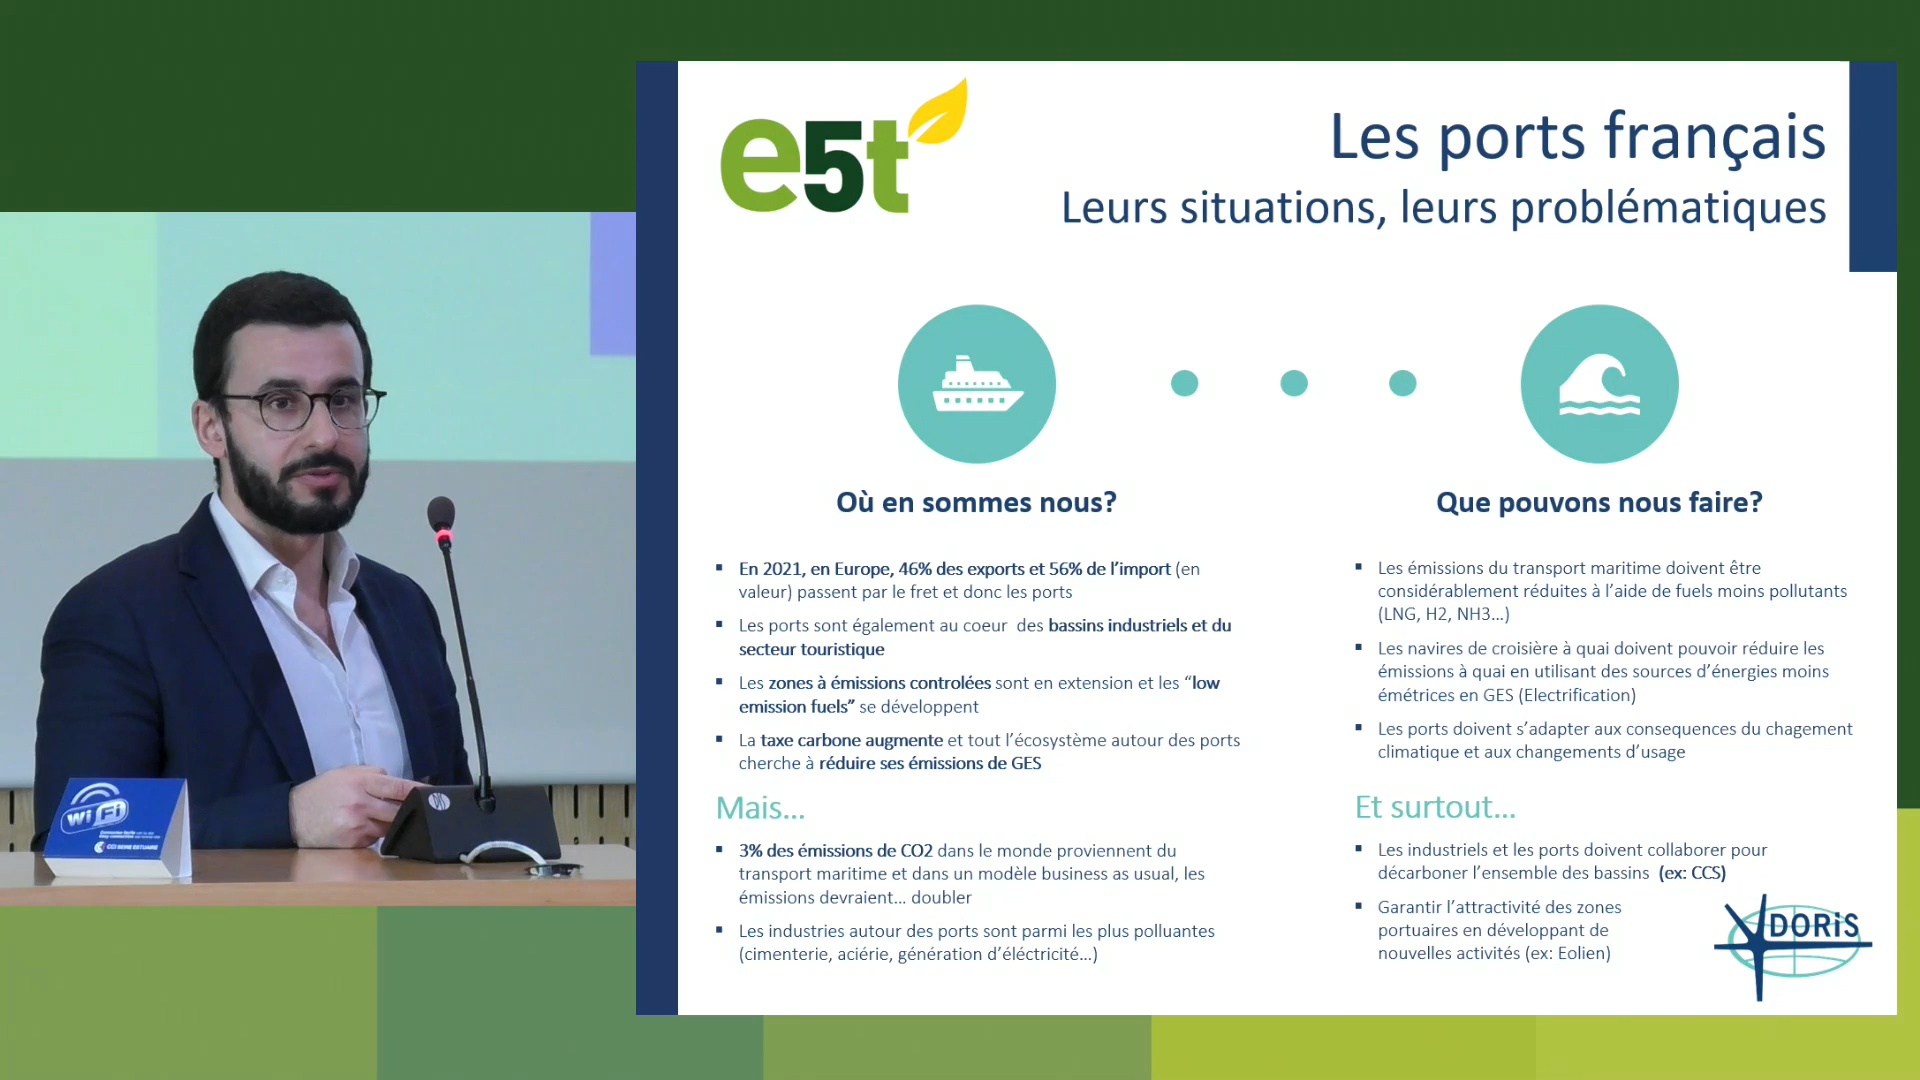 e5t
Les ports français
Leurs situations, leurs problématiques
Où en sommes nous?
▪ En 2021, en Europe, 46% des exports et 56% de l’import (en
valeur) passent par le fret et donc les ports
▪ Les ports sont également au coeur des bassins industriels et du
secteur touristique
▪ Les zones à émissions controlées sont en extension et les “low
emission fuels” se développent
▪ La taxe carbone augmente et tout l’écosystème autour des ports
cherche à réduire ses émissions de GES
Mais...
▪ 3% des émissions de CO2 dans le monde proviennent du
transport maritime et dans un modèle business as usual, les
émissions devraient... doubler
▪ Les industries autour des ports sont parmi les plus polluantes
(cimenterie, aciérie, génération d’éléctricité...)
Que pouvons nous faire?
▪ Les émissions du transport maritime doivent être
considérablement réduites à l’aide de fuels moins pollutants
(LNG, H2, NH3...)
▪ Les navires de croisière à quai doivent pouvoir réduire les
émissions à quai en utilisant des sources d’énergies moins
émétrices en GES (Electrification)
▪ Les ports doivent s’adapter aux consequences du chagement
climatique et aux changements d’usage
Et surtout...
▪ Les industriels et les ports doivent collaborer pour
décarboner l’ensemble des bassins (ex: CCS)
▪ Garantir l’attractivité des zones
portuaires en développant de
nouvelles activités (ex: Eolien)
DORiS
Wi Fi
CCI SEINE ESTUAIRE